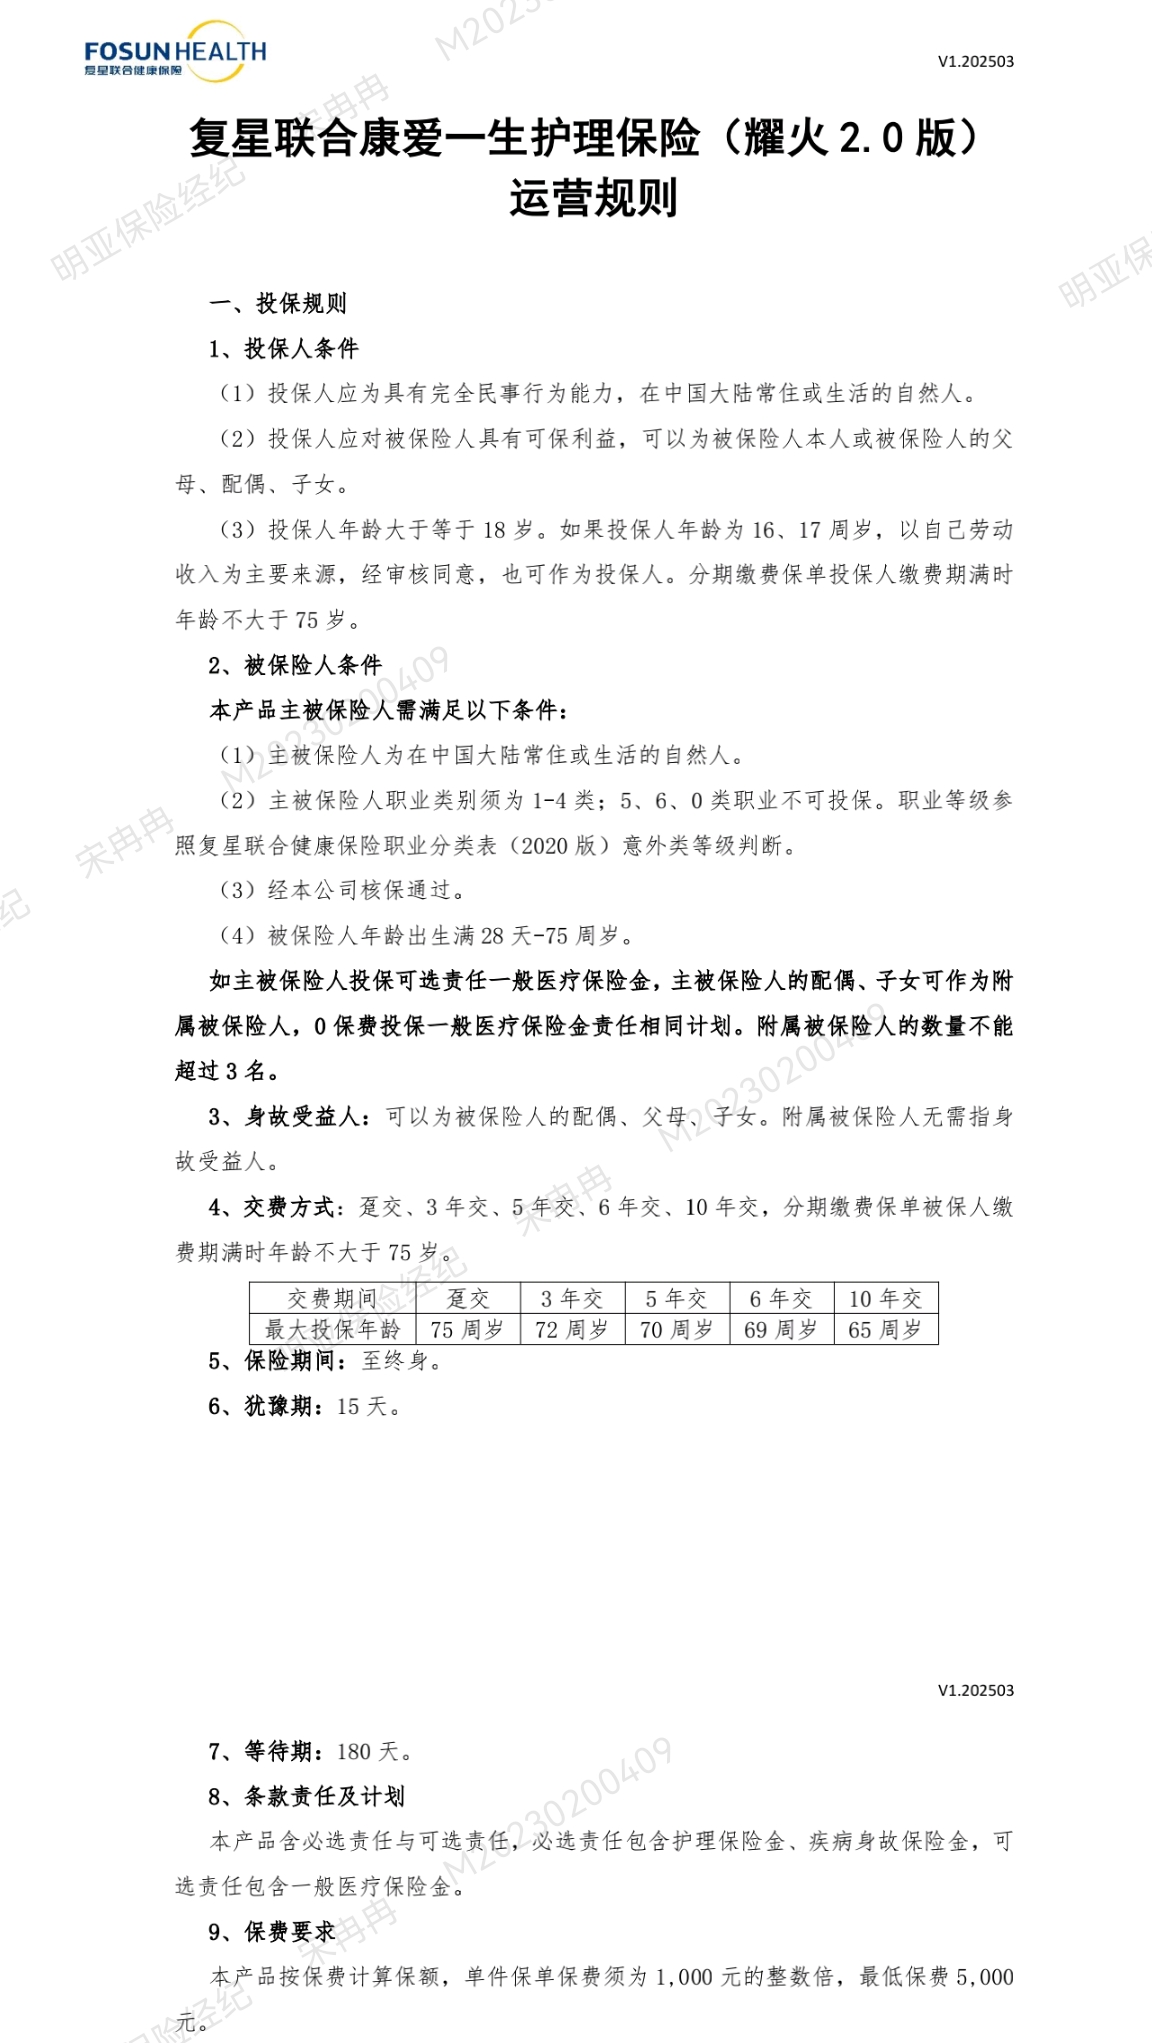 FOSUN HEALTH
复星联合健康保险
V1.202503
复星联合康爱一生护理保险（耀火 2.0 版）
运营规则
一、投保规则
1、投保人条件
（1）投保人应为具有完全民事行为能力，在中国大陆常住或生活的自然人。
（2）投保人应对被保险人具有可保利益，可以为被保险人本人或被保险人的父
母、配偶、子女。
（3）投保人年龄大于等于 18 岁。如果投保人年龄为 16、17 周岁，以自己劳动
收入为主要来源，经审核同意，也可作为投保人。分期缴费保单投保人缴费期满时
年龄不大于 75 岁。
2、被保险人条件
本产品主被保险人需满足以下条件：
（1）主被保险人为在中国大陆常住或生活的自然人。
（2）主被保险人职业类别须为 1-4 类；5、6、0 类职业不可投保。职业等级参
照复星联合健康保险职业分类表（2020 版）意外类等级判断。
（3）经本公司核保通过。
（4）被保险人年龄出生满 28 天-75 周岁。
如主被保险人投保可选责任一般医疗保险金，主被保险人的配偶、子女可作为附
属被保险人，0 保费投保一般医疗保险金责任相同计划。附属被保险人的数量不能
超过 3 名。
3、身故受益人：可以为被保险人的配偶、父母、子女。附属被保险人无需指身
故受益人。
4、交费方式：趸交、3 年交、5 年交、6 年交、10 年交，分期缴费保单被保人缴
费期满时年龄不大于 75 岁。
交费期间 趸交 3 年交 5 年交 6 年交 10 年交
最大投保年龄 75 周岁 72 周岁 70 周岁 69 周岁 65 周岁
5、保险期间：至终身。
6、犹豫期：15 天。
V1.202503
7、等待期：180 天。
8、条款责任及计划
本产品含必选责任与可选责任，必选责任包含护理保险金、疾病身故保险金，可
选责任包含一般医疗保险金。
9、保费要求
本产品按保费计算保额，单件保单保费须为 1,000 元的整数倍，最低保费 5,000
元。
明亚保险经纪 宋冉冉 M20230200409